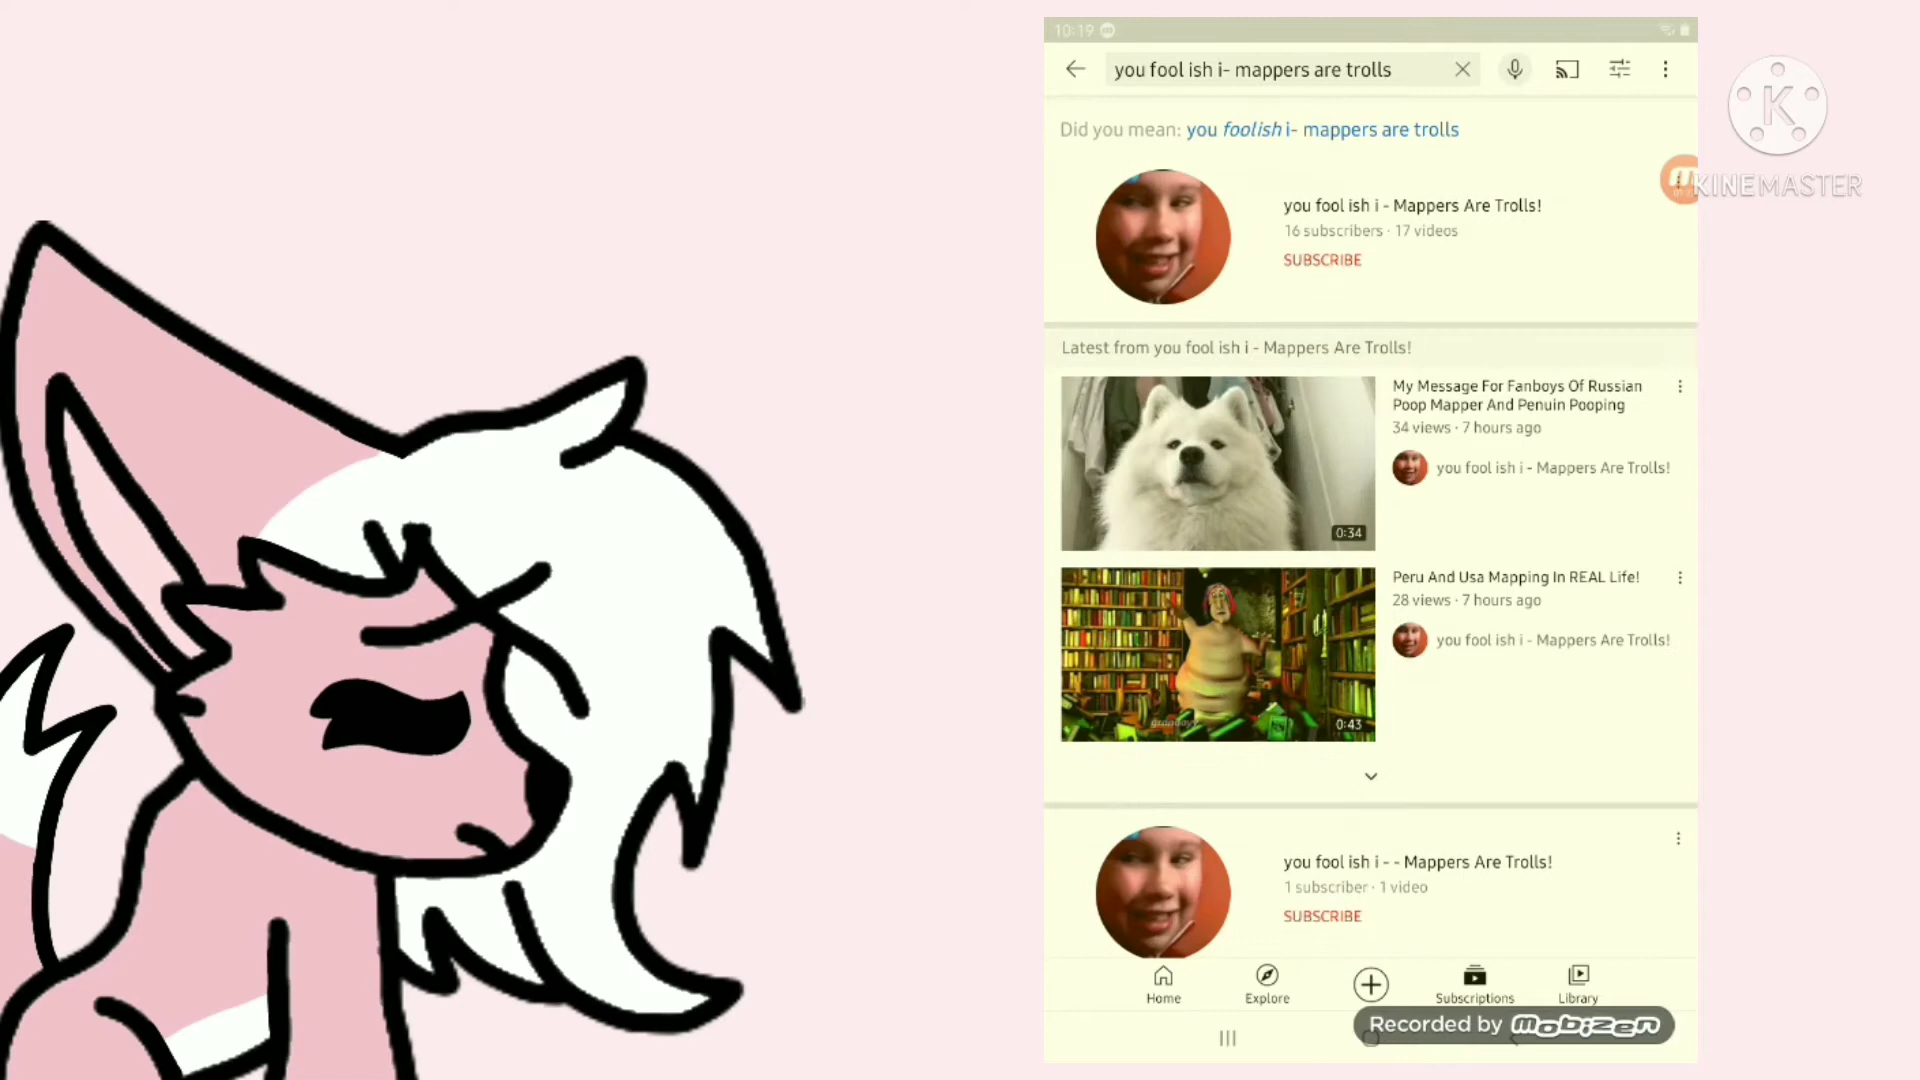 10:19
you fool ish i- mappers are trolls
Did you mean: you foolish i- mappers are trolls
KINEMASTER
you fool ish i - Mappers Are Trolls!
16 subscribers · 17 videos
SUBSCRIBE
Latest from you fool ish i - Mappers Are Trolls!
My Message For Fanboys Of Russian
Poop Mapper And Penuin Pooping
34 views · 7 hours ago
you fool ish i - Mappers Are Trolls!
0:34
Peru And Usa Mapping In REAL Life!
28 views · 7 hours ago
you fool ish i - Mappers Are Trolls!
0:43
you fool ish i - - Mappers Are Trolls!
1 subscriber · 1 video
SUBSCRIBE
Home
Explore
Subscriptions
Library
Recorded by mobizen